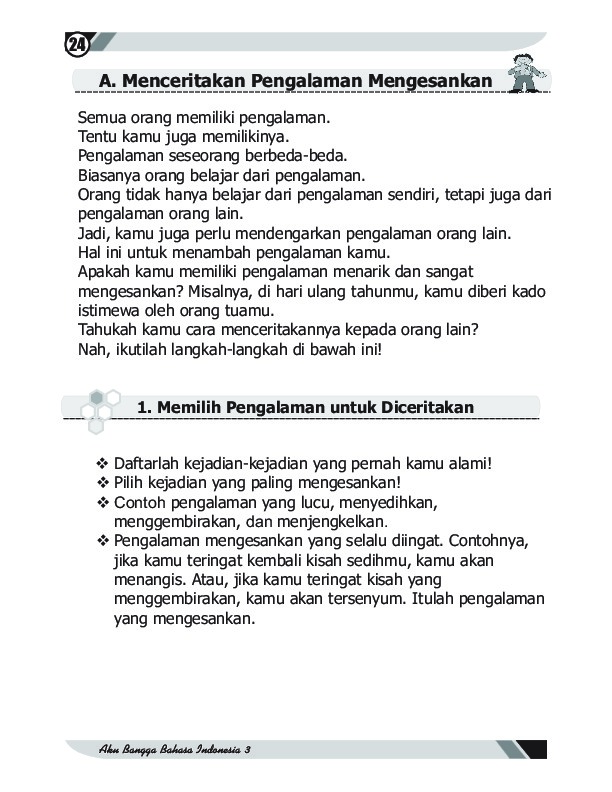 24
A. Menceritakan Pengalaman Mengesankan
Semua orang memiliki pengalaman.
Tentu kamu juga memilikinya.
Pengalaman seseorang berbeda-beda.
Biasanya orang belajar dari pengalaman.
Orang tidak hanya belajar dari pengalaman sendiri, tetapi juga dari
pengalaman orang lain.
Jadi, kamu juga perlu mendengarkan pengalaman orang lain.
Hal ini untuk menambah pengalaman kamu.
Apakah kamu memiliki pengalaman menarik dan sangat
mengesankan? Misalnya, di hari ulang tahunmu, kamu diberi kado
istimewa oleh orang tuamu.
Tahukah kamu cara menceritakannya kepada orang lain?
Nah, ikutilah langkah-langkah di bawah ini!
1. Memilih Pengalaman untuk Diceritakan
❖ Daftarlah kejadian-kejadian yang pernah kamu alami!
❖ Pilih kejadian yang paling mengesankan!
❖ Contoh pengalaman yang lucu, menyedihkan,
menggembirakan, dan menjengkelkan.
❖ Pengalaman mengesankan yang selalu diingat. Contohnya,
jika kamu teringat kembali kisah sedihmu, kamu akan
menangis. Atau, jika kamu teringat kisah yang
menggembirakan, kamu akan tersenyum. Itulah pengalaman
yang mengesankan.
Aku Bangga Bahasa Indonesia 3